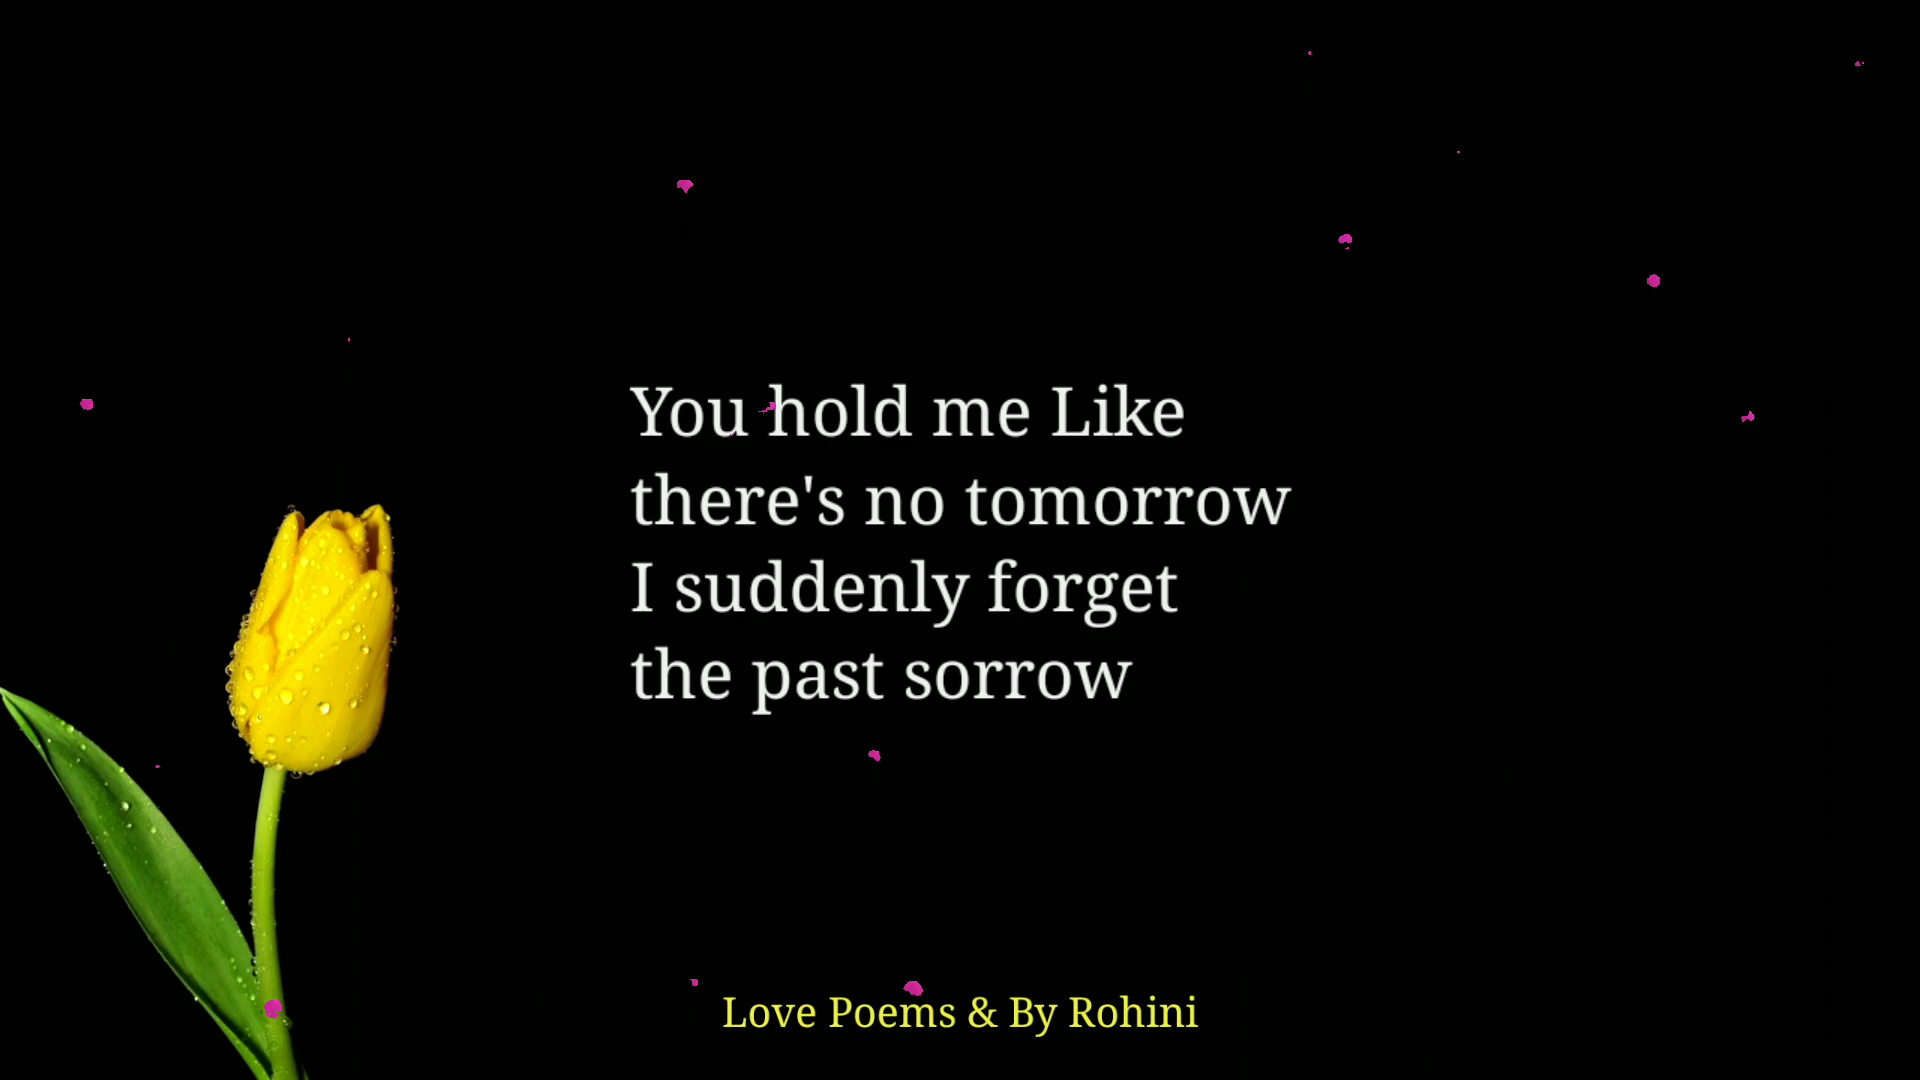 You hold me Like
there's no tomorrow
I suddenly forget
the past sorrow
Love Poems & By Rohini